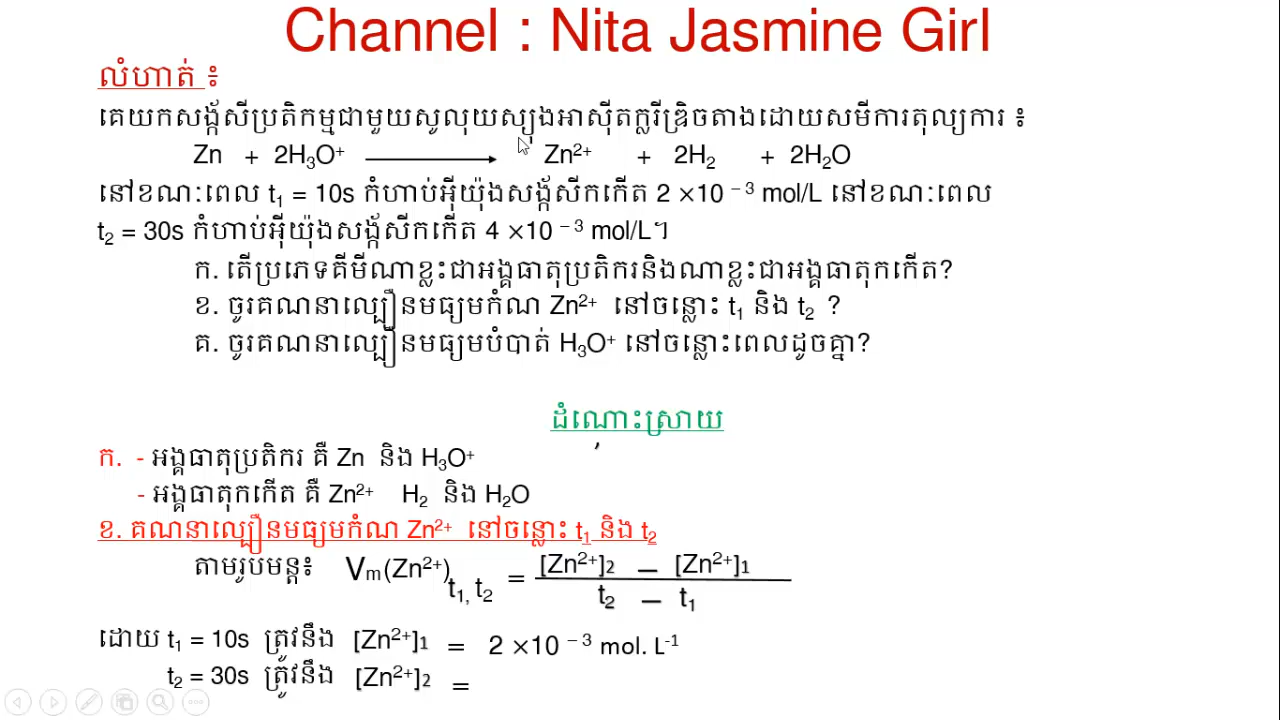 Channel : Nita Jasmine Girl
លំហាត់ ៖
គេយកសង្ក័សីប្រតិកម្មជាមួយសូលុយស្យុងអាស៊ីតក្លរីឌ្រិចតាងដោយសមីការតុល្យការ ៖
Zn + 2H₃O⁺ ⟶ Zn²⁺ + 2H₂ + 2H₂O
នៅខណៈពេល t₁ = 10s កំហាប់អ៊ីយ៉ុងសង្ក័សីកកើត 2 ×10 ⁻³ mol/L នៅខណៈពេល
t₂ = 30s កំហាប់អ៊ីយ៉ុងសង្ក័សីកកើត 4 ×10 ⁻³ mol/L។
ក. តើប្រភេទគីមីណាខ្លះជាអង្គធាតុប្រតិករនិងណាខ្លះជាអង្គធាតុកកើត?
ខ. ចូរគណនាល្បឿនមធ្យមកំណ Zn²⁺ នៅចន្លោះ t₁ និង t₂ ?
គ. ចូរគណនាល្បឿនមធ្យមបំបាត់ H₃O⁺ នៅចន្លោះពេលដូចគ្នា?
ដំណោះស្រាយ
ក. - អង្គធាតុប្រតិករ គឺ Zn និង H₃O⁺
- អង្គធាតុកកើត គឺ Zn²⁺ H₂ និង H₂O
ខ. គណនាល្បឿនមធ្យមកំណ Zn²⁺ នៅចន្លោះ t₁ និង t₂
តាមរូបមន្ត៖ Vₘ(Zn²⁺) t₁, t₂ = [Zn²⁺]₂ — [Zn²⁺]₁
t₂ — t₁
ដោយ t₁ = 10s ត្រូវនឹង [Zn²⁺]₁ = 2 ×10 ⁻³ mol. L⁻¹
t₂ = 30s ត្រូវនឹង [Zn²⁺]₂ =